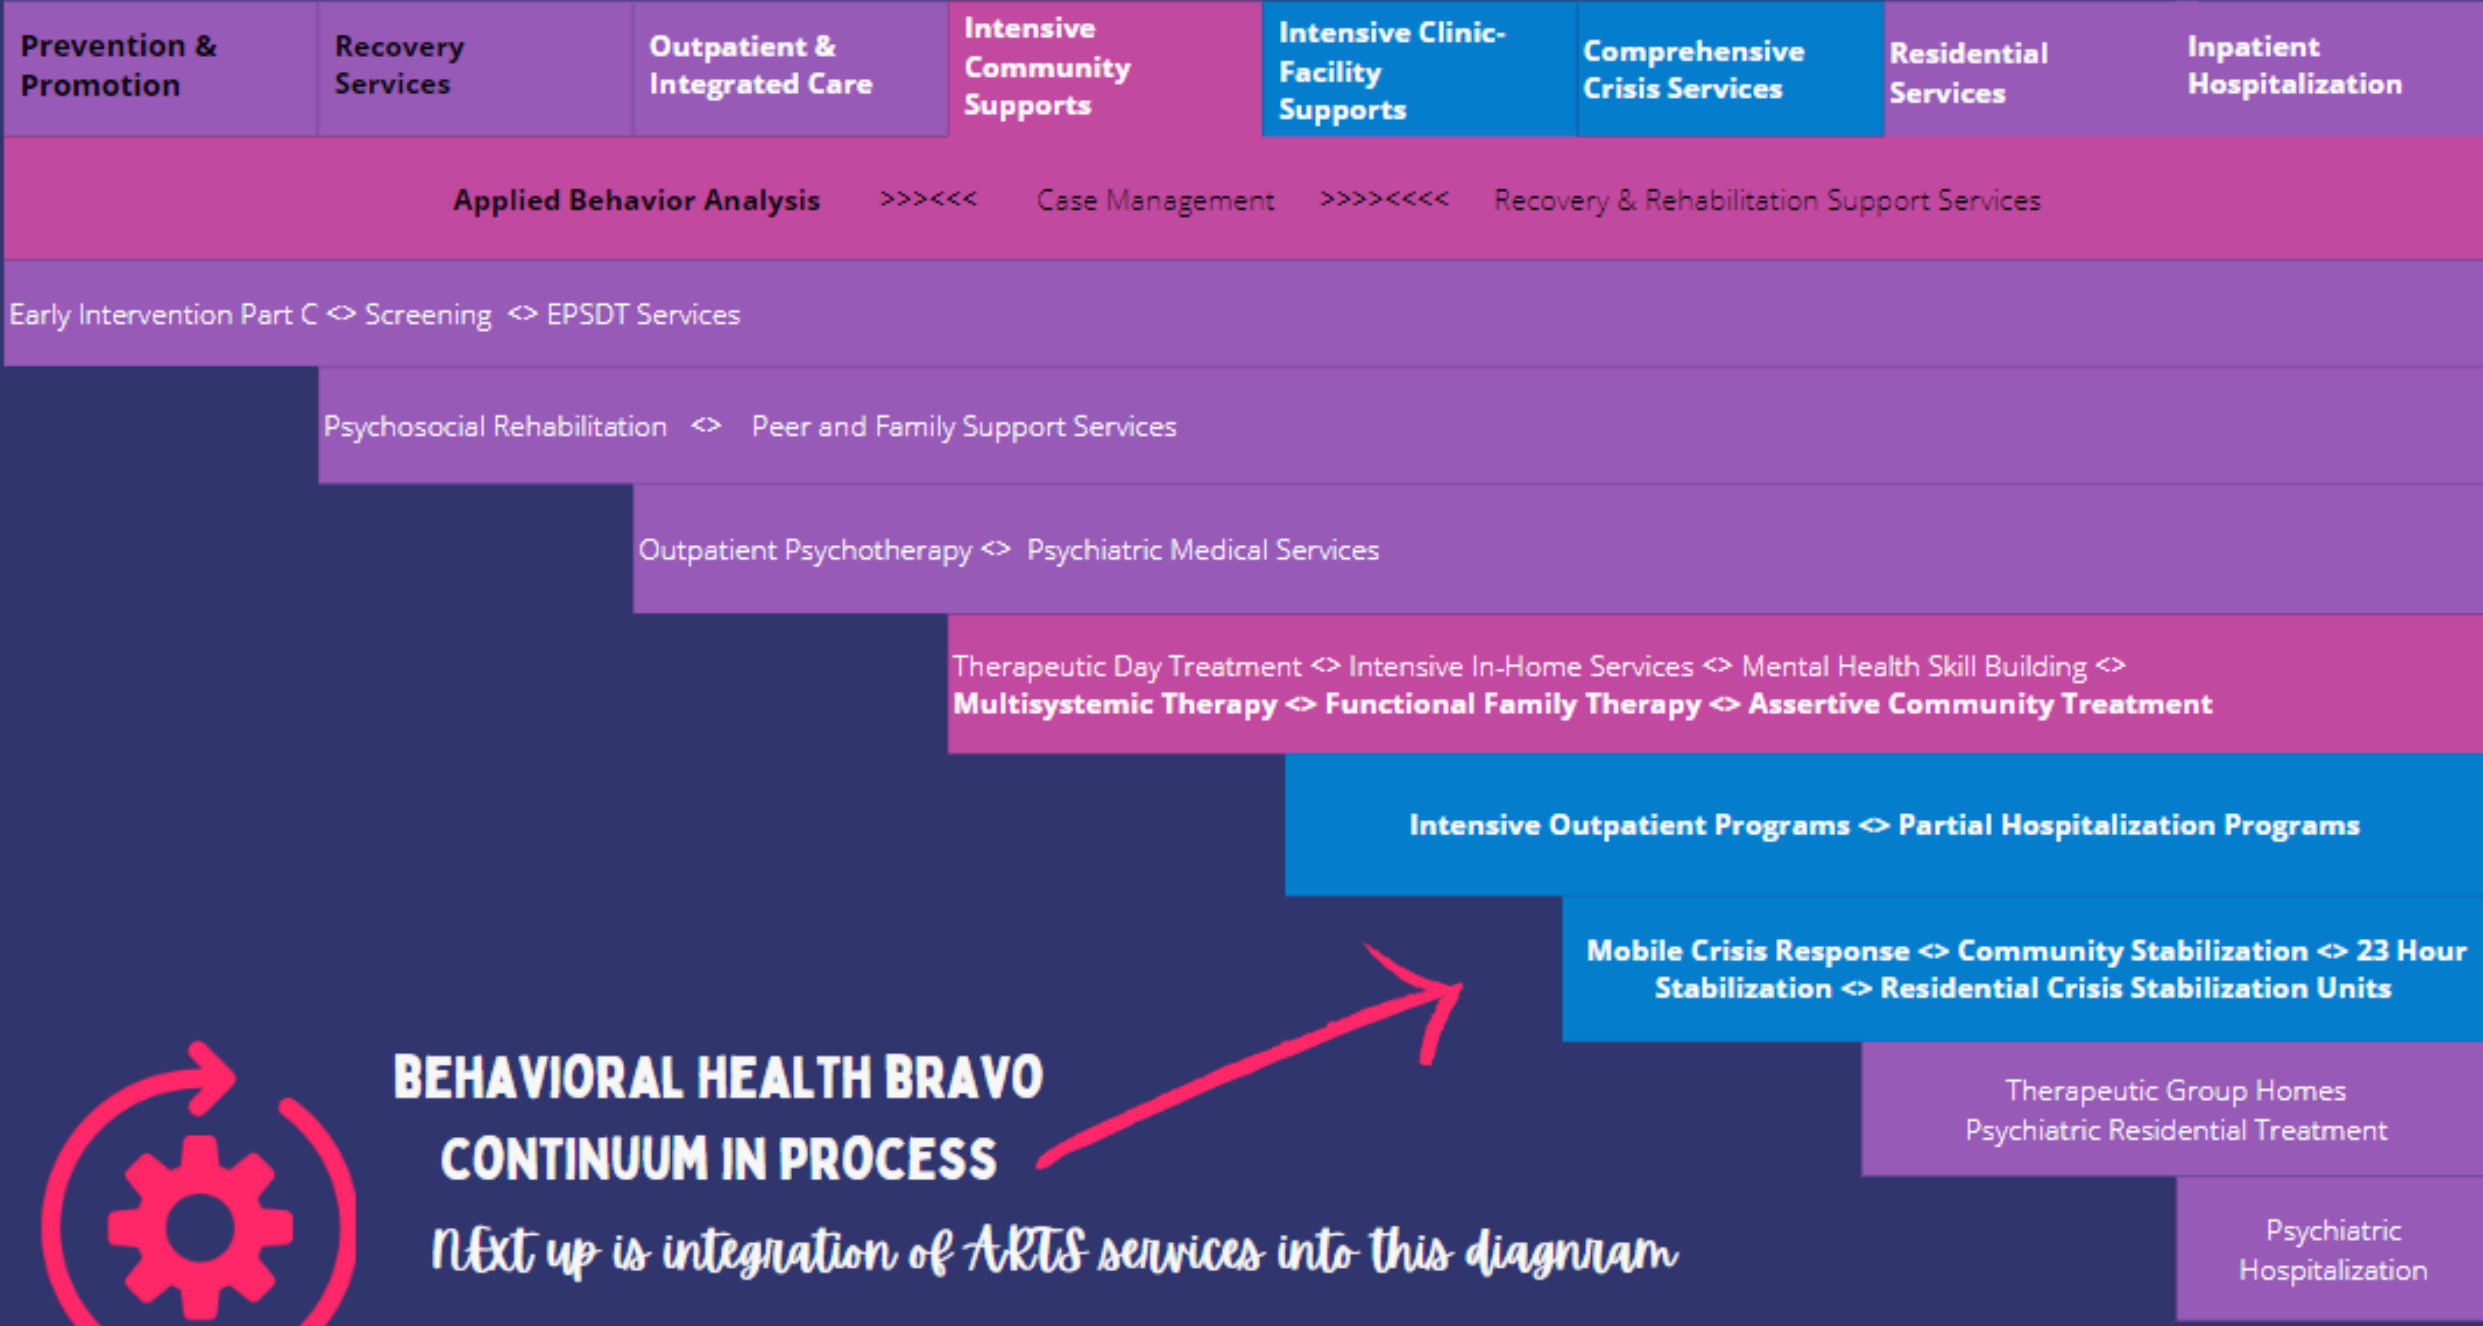 Prevention &
Promotion
Recovery
Services
Outpatient &
Integrated Care
Intensive
Community
Supports
Intensive Clinic-
Facility
Supports
Comprehensive
Crisis Services
Residential
Services
Inpatient
Hospitalization
Applied Behavior Analysis >>><<< Case Management >>>><<<< Recovery & Rehabilitation Support Services
Early Intervention Part C <> Screening <> EPSDT Services
Psychosocial Rehabilitation <> Peer and Family Support Services
Outpatient Psychotherapy <> Psychiatric Medical Services
Therapeutic Day Treatment <> Intensive In-Home Services <> Mental Health Skill Building <>
Multisystemic Therapy <> Functional Family Therapy <> Assertive Community Treatment
Intensive Outpatient Programs <> Partial Hospitalization Programs
Mobile Crisis Response <> Community Stabilization <> 23 Hour
Stabilization <> Residential Crisis Stabilization Units
Therapeutic Group Homes
Psychiatric Residential Treatment
Psychiatric
Hospitalization
BEHAVIORAL HEALTH BRAVO
CONTINUUM IN PROCESS
NExt up is integration of ARTS services into this diagnram